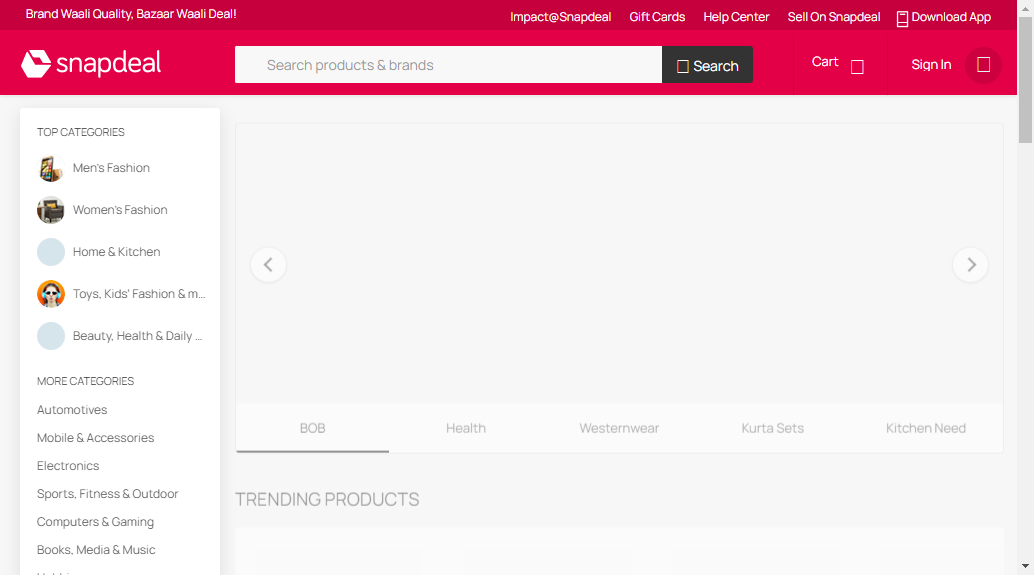 Brand Waali Quality, Bazaar Waali Deal!
Impact@Snapdeal
Gift Cards
Help Center
Sell On Snapdeal
Download App
snapdeal
Search products & brands
Search
Cart
Sign In
TOP CATEGORIES
Men's Fashion
Women's Fashion
Home & Kitchen
Toys, Kids' Fashion & m...
Beauty, Health & Daily ...
MORE CATEGORIES
Automotives
Mobile & Accessories
Electronics
Sports, Fitness & Outdoor
Computers & Gaming
Books, Media & Music
BOB
Health
Westernwear
Kurta Sets
Kitchen Need
TRENDING PRODUCTS